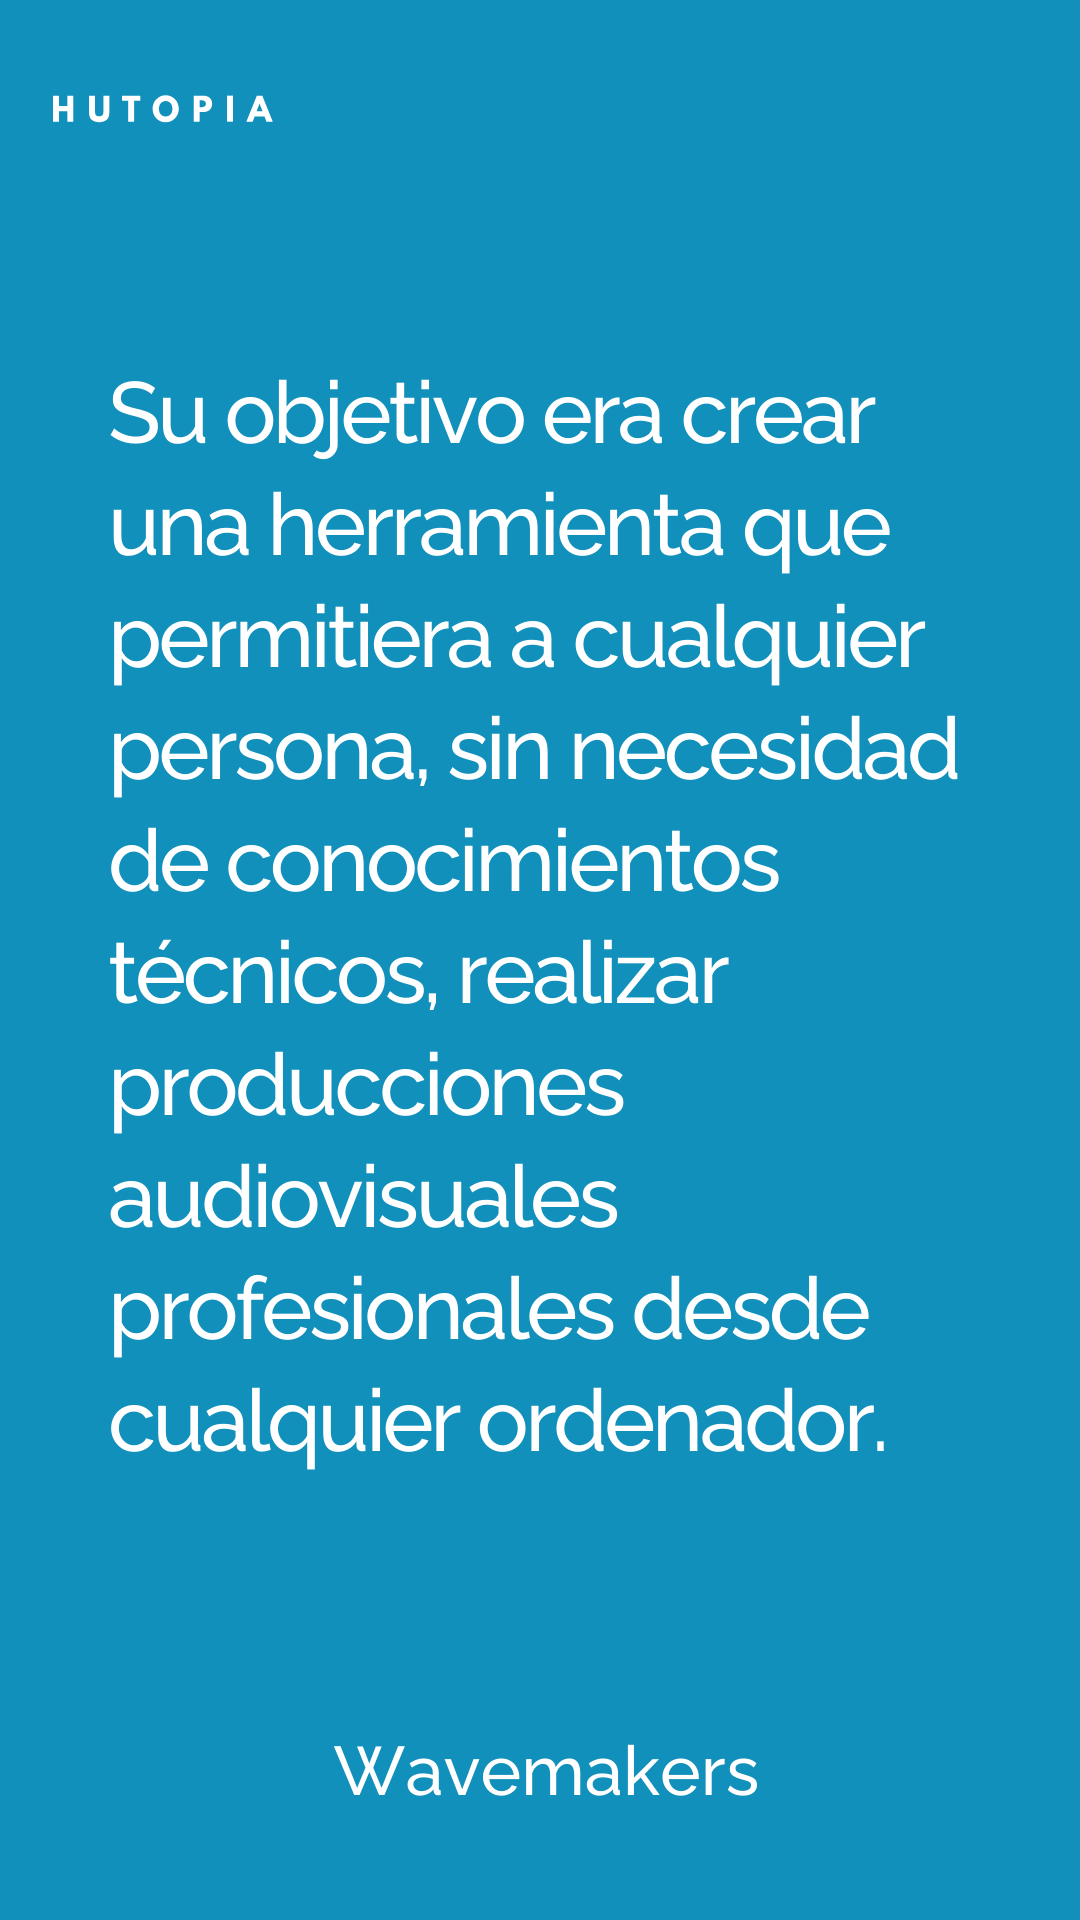 HUTOPIA
Su objetivo era crear
una herramienta que
permitiera a cualquier
persona, sin necesidad
de conocimientos
técnicos, realizar
producciones
audiovisuales
profesionales desde
cualquier ordenador.
Wavemakers